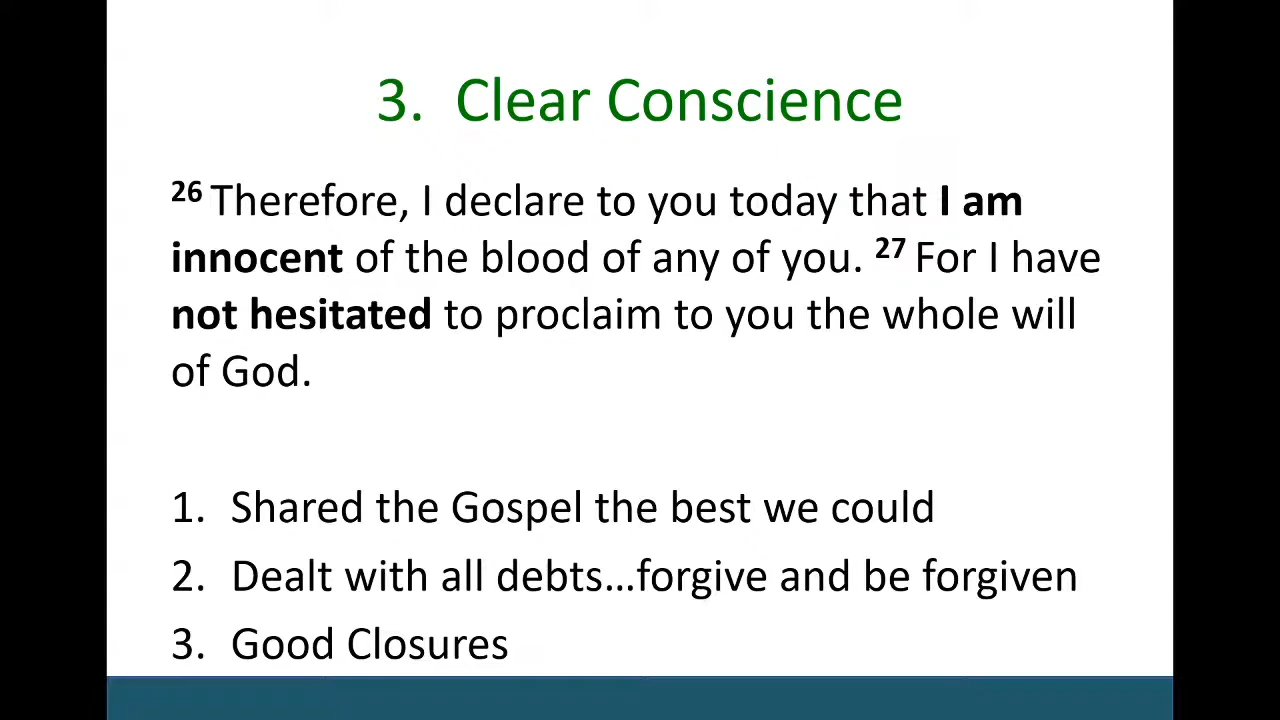 3. Clear Conscience
26 Therefore, I declare to you today that I am
innocent of the blood of any of you. 27 For I have
not hesitated to proclaim to you the whole will
of God.
1. Shared the Gospel the best we could
2. Dealt with all debts…forgive and be forgiven
3. Good Closures